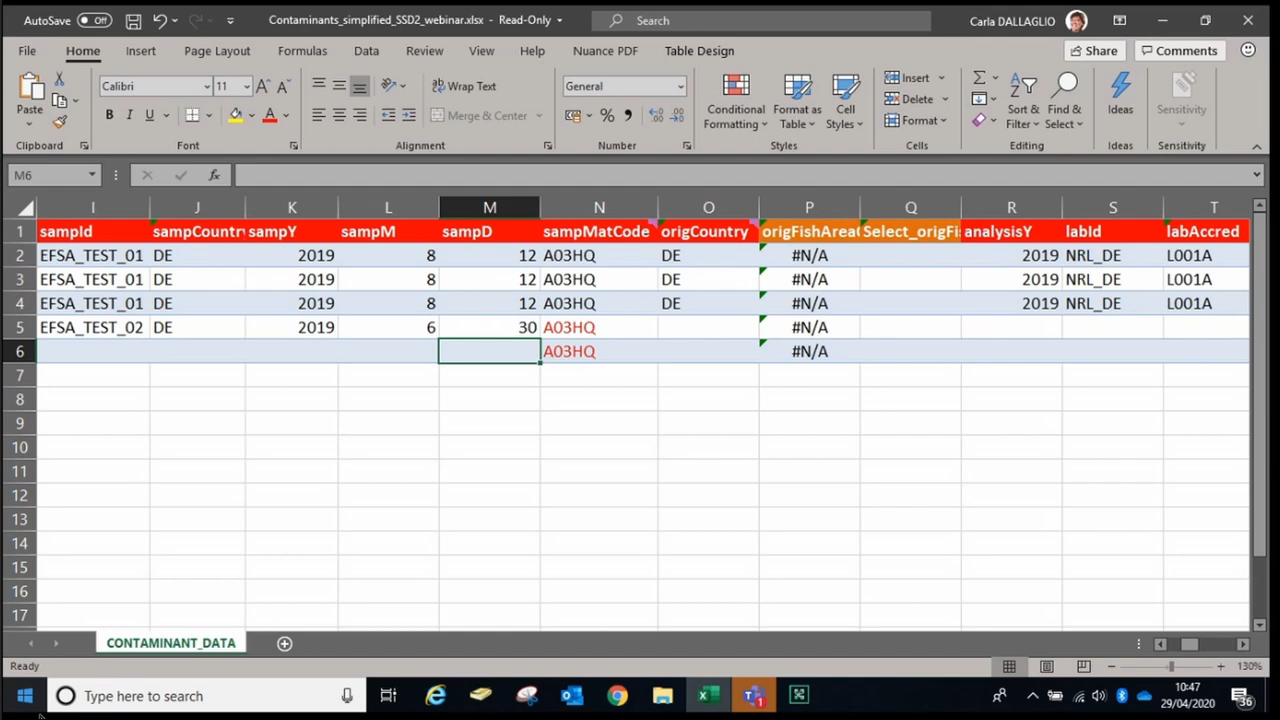 AutoSave Off Contaminants_simplified_SSD2_webinar.xlsx - Read-Only Search Carla DALLAGLIO
File Home Insert Page Layout Formulas Data Review View Help Nuance PDF Table Design Share Comments
Paste Calibri 11 A A Wrap Text General Conditional Formatting Format as Table Cell Styles Insert Delete Format Sort & Filter Find & Select Ideas Sensitivity
B I U A Merge & Center % 
Clipboard Font Alignment Number Styles Cells Editing Ideas Sensitivity
M6 fx
I J K L M N O P Q R S T
1 sampId sampCountry sampY sampM sampD sampMatCode origCountry origFishAreaC Select_origFis analysisY labId labAccred
2 EFSA_TEST_01 DE 2019 8 12 A03HQ DE #N/A 2019 NRL_DE L001A
3 EFSA_TEST_01 DE 2019 8 12 A03HQ DE #N/A 2019 NRL_DE L001A
4 EFSA_TEST_01 DE 2019 8 12 A03HQ DE #N/A 2019 NRL_DE L001A
5 EFSA_TEST_02 DE 2019 6 30 A03HQ #N/A
6 A03HQ #N/A
7
8
9
10
11
12
13
14
15
16
17
CONTAMINANT_DATA
Ready 130%
Type here to search 1 10:47
29/04/2020 36